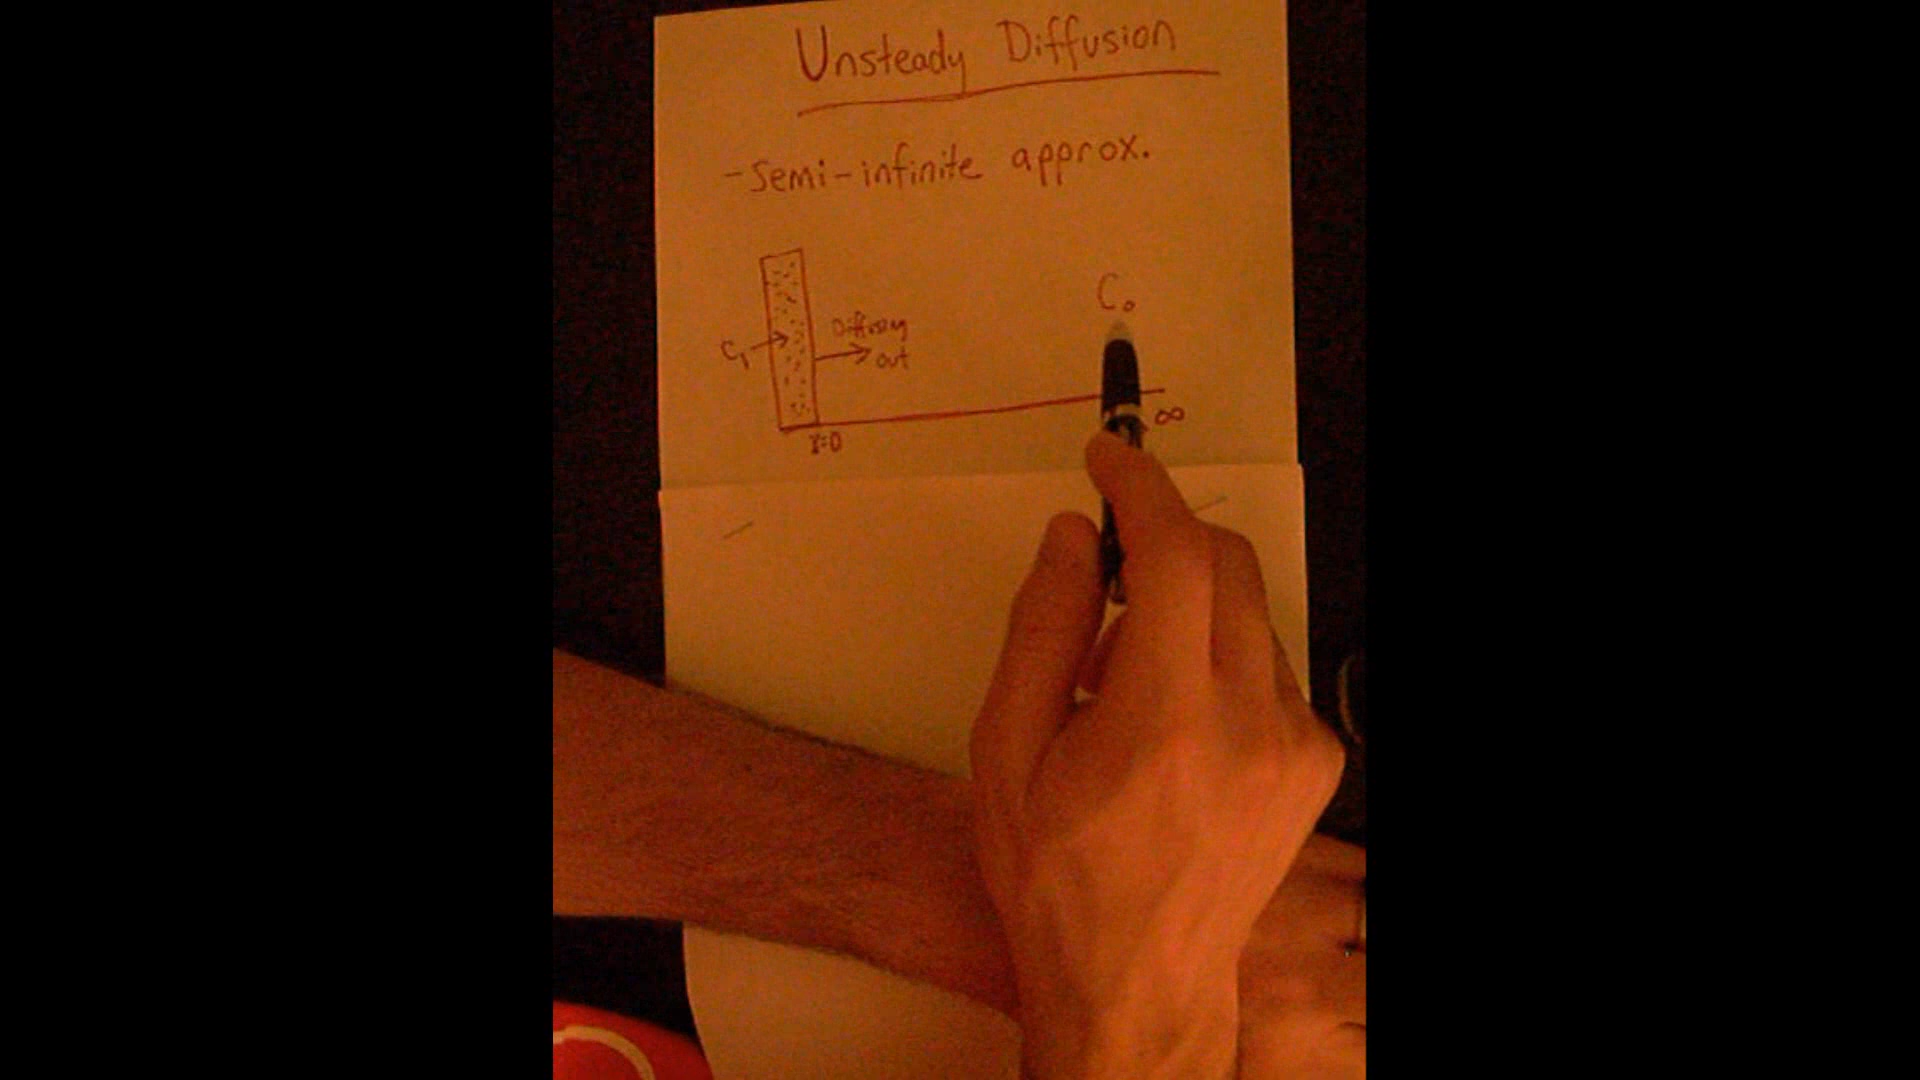 Unsteady Diffusion
-Semi-infinite approx.
C₀
Diffusing
C₁
out
∞
x=0